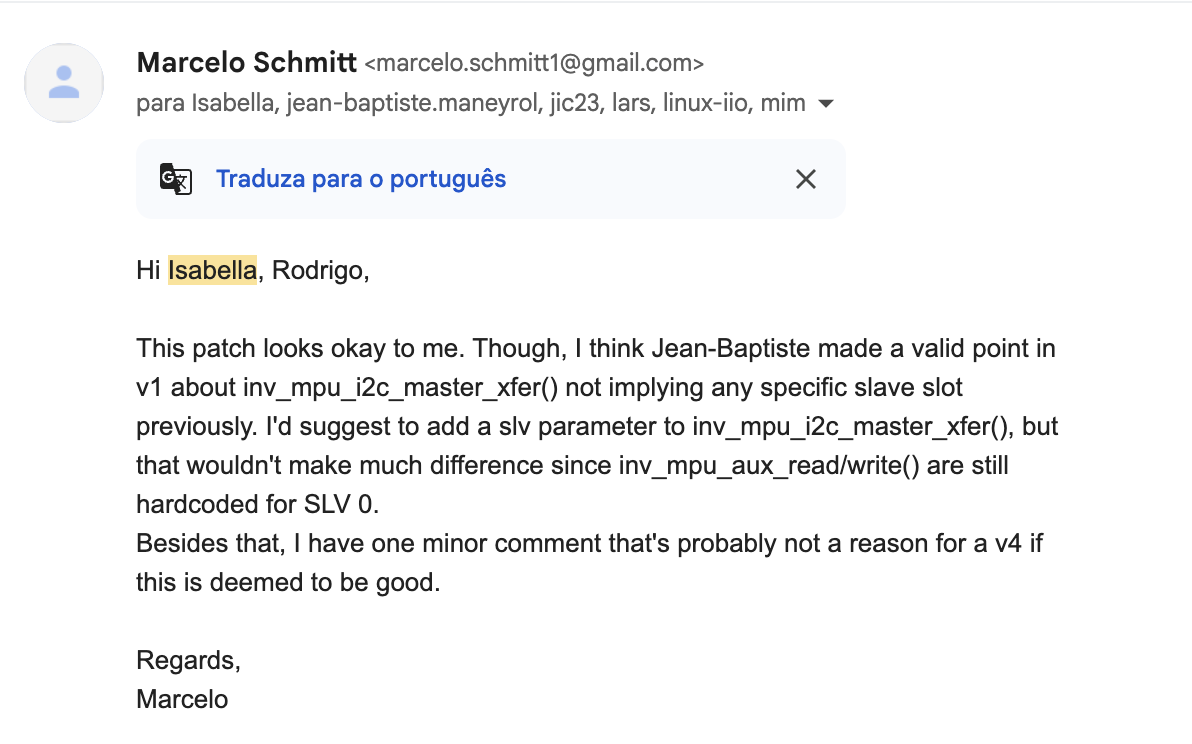 Marcelo Schmitt <marcelo.schmitt1@gmail.com>
para Isabella, jean-baptiste.maneyrol, jic23, lars, linux-iio, mim
Traduza para o português
Hi Isabella, Rodrigo,
This patch looks okay to me. Though, I think Jean-Baptiste made a valid point in
v1 about inv_mpu_i2c_master_xfer() not implying any specific slave slot
previously. I'd suggest to add a slv parameter to inv_mpu_i2c_master_xfer(), but
that wouldn't make much difference since inv_mpu_aux_read/write() are still
hardcoded for SLV 0.
Besides that, I have one minor comment that's probably not a reason for a v4 if
this is deemed to be good.
Regards,
Marcelo